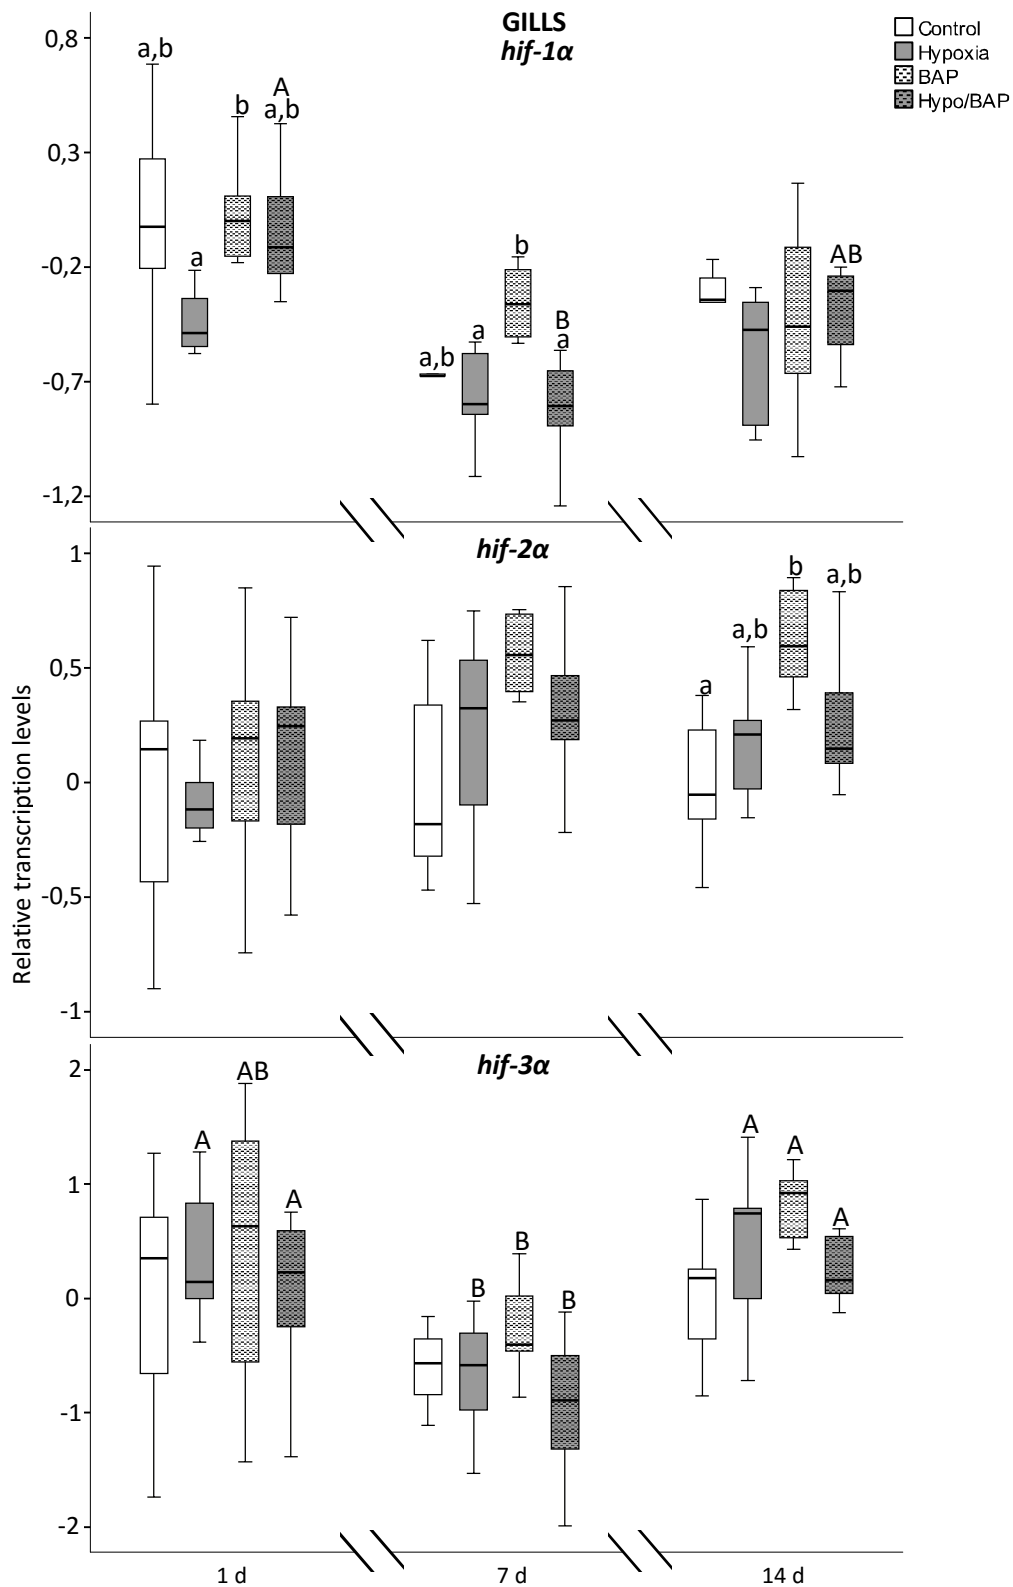 GILLS
hif-1α
Control
Hypoxia
BAP
Hypo/BAP
0,8
0,3
-0,2
-0,7
-1,2
a,b
a
b
A
a,b
a,b
a
b
B
a
AB
hif-2α
1
0,5
0
-0,5
-1
a
a,b
b
a,b
Relative transcription levels
hif-3α
2
1
0
-1
-2
A
AB
A
B
B
B
A
A
A
1 d
7 d
14 d